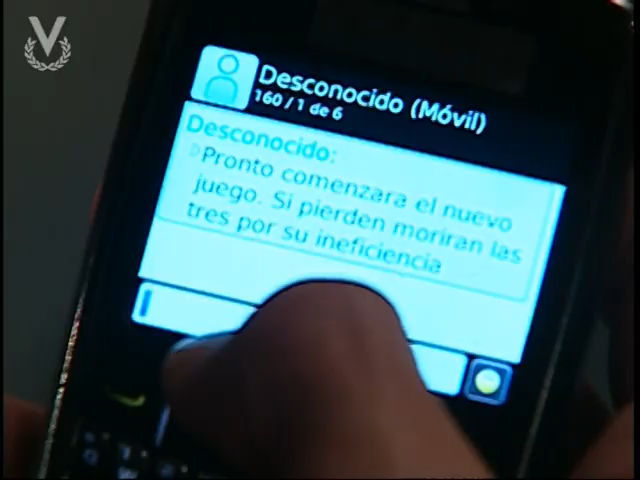 V
Desconocido (Móvil)
160 / 1 de 6
Desconocido:
Pronto comenzara el nuevo
juego. Si pierden moriran las
tres por su ineficiencia